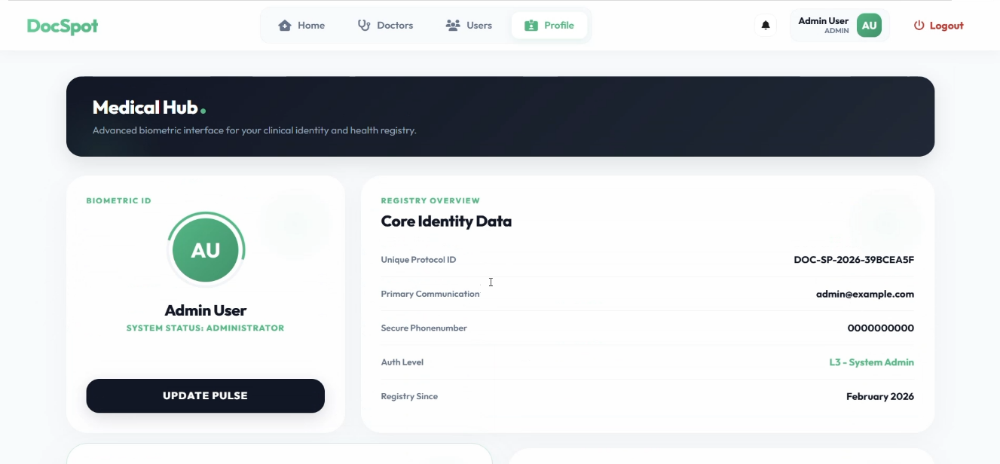 DocSpot
Home
Doctors
Users
Profile
Admin User
ADMIN
AU
Logout
Medical Hub.
Advanced biometric interface for your clinical identity and health registry.
BIOMETRIC ID
AU
Admin User
SYSTEM STATUS: ADMINISTRATOR
UPDATE PULSE
REGISTRY OVERVIEW
Core Identity Data
Unique Protocol ID
DOC-SP-2026-39BCEA5F
Primary Communication
admin@example.com
Secure Phonenumber
0000000000
Auth Level
L3 - System Admin
Registry Since
February 2026